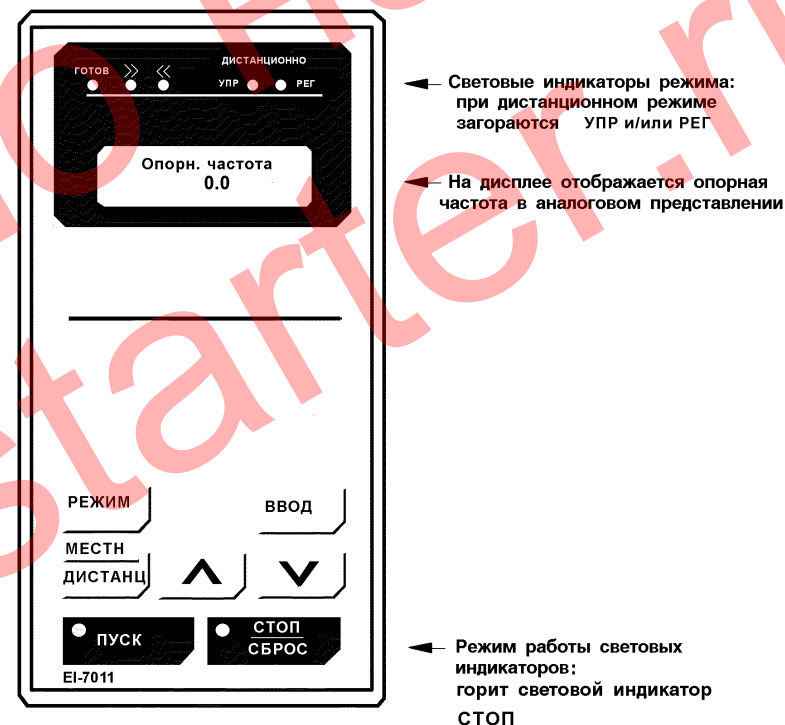 ДИСТАНЦИОННО
ГОТОВ >> << УПР РЕГ
Опорн. частота
0.0
Световые индикаторы режима:
при дистанционном режиме
загораются УПР и/или РЕГ
На дисплее отображается опорная
частота в аналоговом представлении
РЕЖИМ
ВВОД
МЕСТН
ДИСТАНЦ
ПУСК
СТОП
СБРОС
EI-7011
Режим работы световых
индикаторов:
горит световой индикатор
СТОП
starter.r